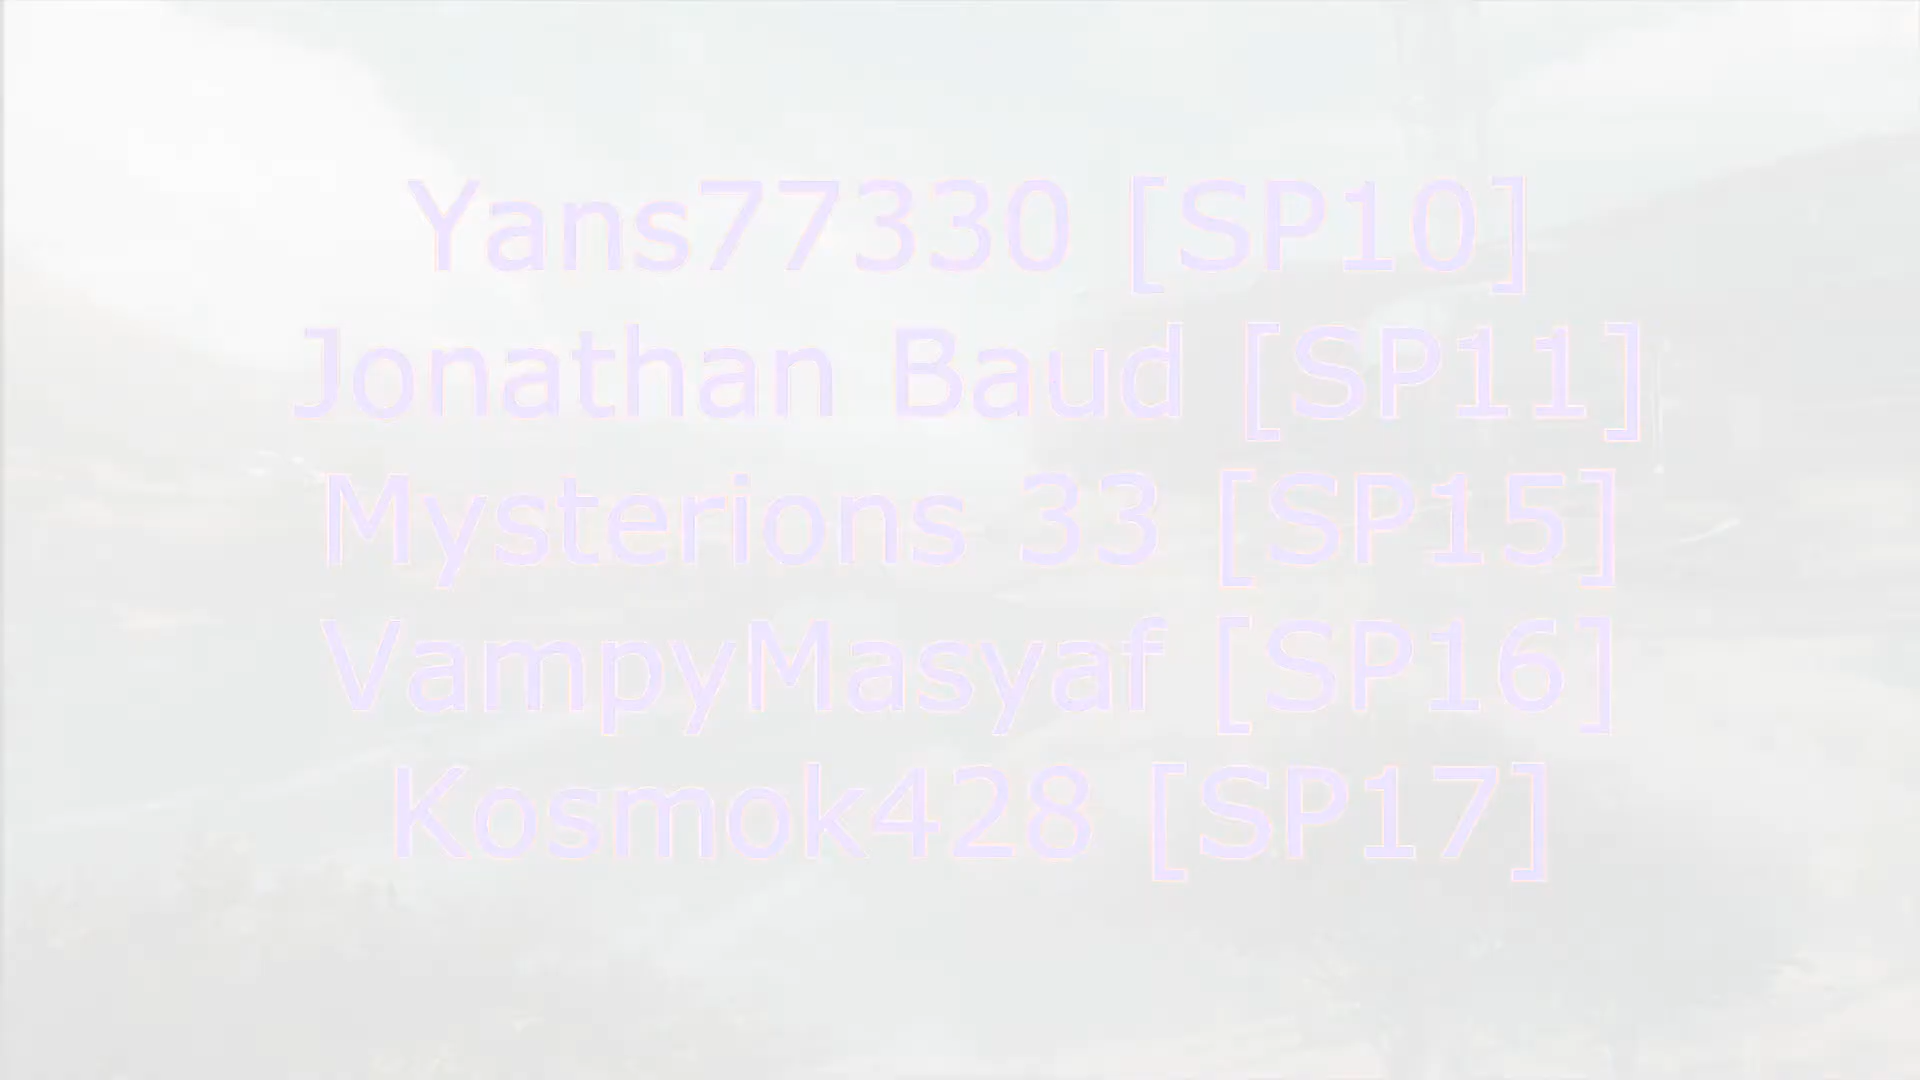 Yans77330 [SP10]
Jonathan Baud [SP11]
Mysterions 33 [SP15]
VampyMasyaf [SP16]
Kosmok428 [SP17]